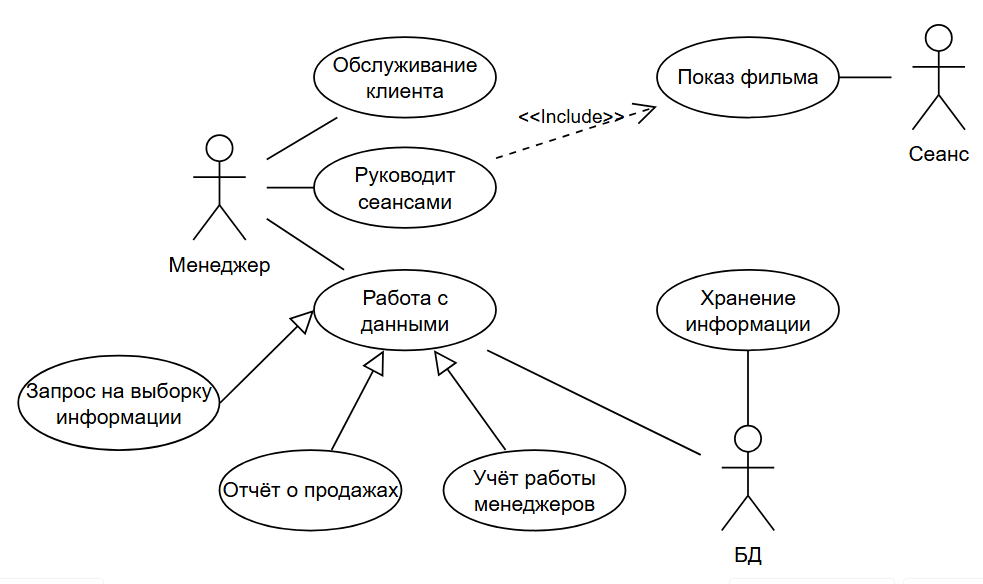 Обслуживание
клиента
Показ фильма
<<Include>>
Сеанс
Руководит
сеансами
Менеджер
Работа с
данными
Хранение
информации
Запрос на выборку
информации
Отчёт о продажах
Учёт работы
менеджеров
БД